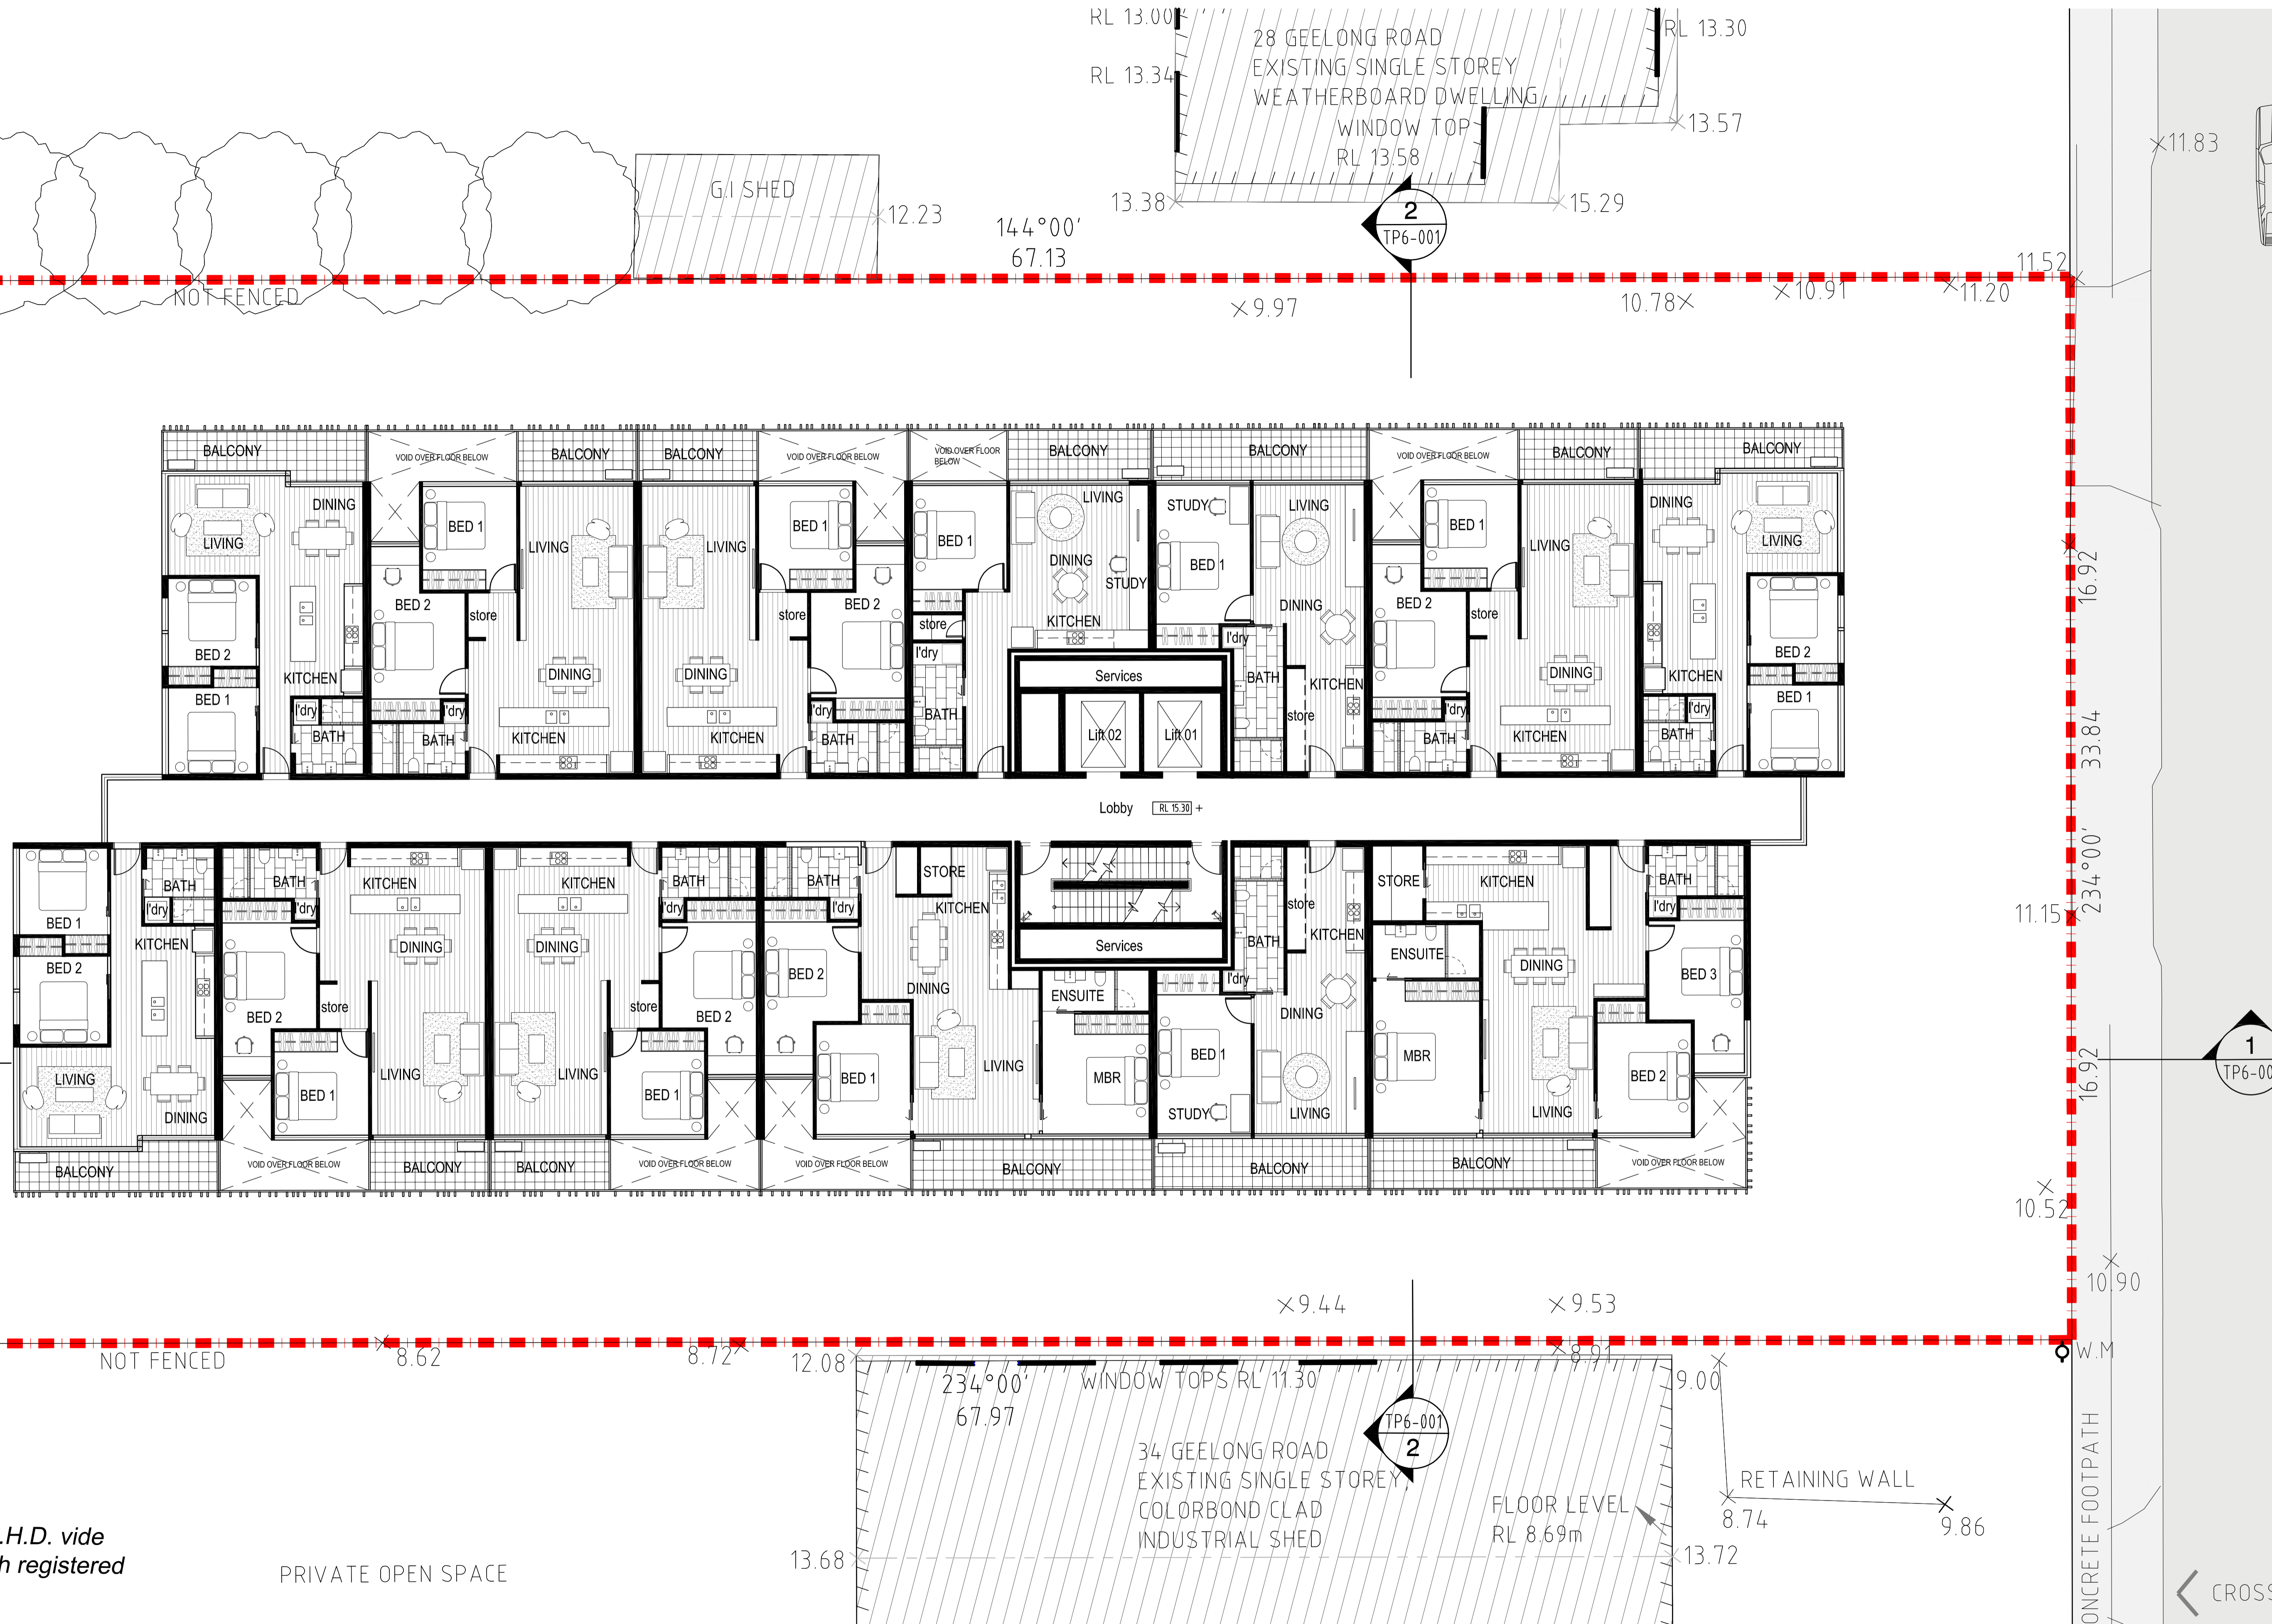 RL 13.00
28 GEELONG ROAD
EXISTING SINGLE STOREY
WEATHERBOARD DWELLING
RL 13.30
RL 13.34
WINDOW TOP
RL 13.58
13.57
11.83
G.I SHED
12.23
13.38
15.29
144°00'
67.13
2
TP6-001
11.52
NOT FENCED
9.97
10.78
10.91
11.20
BALCONY
VOID OVER FLOOR BELOW
BALCONY
BALCONY
VOID OVER FLOOR BELOW
VOID OVER FLOOR
BELOW
BALCONY
BALCONY
VOID OVER FLOOR BELOW
BALCONY
BALCONY
DINING
LIVING
BED 1
LIVING
BED 2
store
BED 2
KITCHEN
BED 1
l'dry
BATH
DINING
l'dry
BATH
KITCHEN
LIVING
BED 1
store
BED 2
DINING
KITCHEN
l'dry
BATH
BED 1
LIVING
DINING
STUDY
store
KITCHEN
l'dry
BATH
STUDY
LIVING
BED 1
DINING
l'dry
BATH
KITCHEN
store
Services
Lift 02
Lift 01
BED 1
LIVING
BED 2
store
DINING
l'dry
BATH
KITCHEN
DINING
LIVING
BED 2
KITCHEN
BED 1
l'dry
BATH
16.92
33.84
234°00'
11.15
16.92
Lobby
RL 15.30
BED 1
BATH
l'dry
KITCHEN
BED 2
LIVING
DINING
BALCONY
BATH
KITCHEN
l'dry
DINING
BED 2
store
LIVING
BED 1
VOID OVER FLOOR BELOW
BALCONY
KITCHEN
BATH
l'dry
DINING
store
BED 2
LIVING
BED 1
BALCONY
VOID OVER FLOOR BELOW
BATH
STORE
l'dry
KITCHEN
BED 2
DINING
ENSUITE
BED 1
LIVING
MBR
VOID OVER FLOOR BELOW
BALCONY
Services
store
BATH
KITCHEN
l'dry
DINING
BED 1
STUDY
LIVING
BALCONY
STORE
KITCHEN
BATH
l'dry
ENSUITE
DINING
BED 3
MBR
BED 2
LIVING
BALCONY
VOID OVER FLOOR BELOW
1
TP6-00
10.52
10.90
9.44
9.53
NOT FENCED
8.62
8.72
12.08
234°00'
67.97
WINDOW TOPS RL 11.30
8.91
9.00
W.M
TP6-001
2
34 GEELONG ROAD
EXISTING SINGLE STOREY,
COLORBOND CLAD
INDUSTRIAL SHED
FLOOR LEVEL
RL 8.69m
RETAINING WALL
8.74
9.86
13.68
13.72
.H.D. vide
h registered
PRIVATE OPEN SPACE
ONCRETE FOOTPATH
CROSS